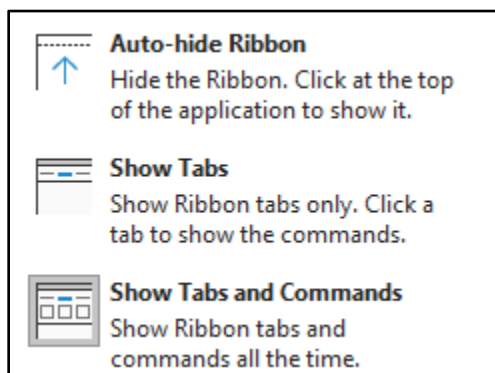 Auto-hide Ribbon
Hide the Ribbon. Click at the top
of the application to show it.
Show Tabs
Show Ribbon tabs only. Click a
tab to show the commands.
Show Tabs and Commands
Show Ribbon tabs and
commands all the time.